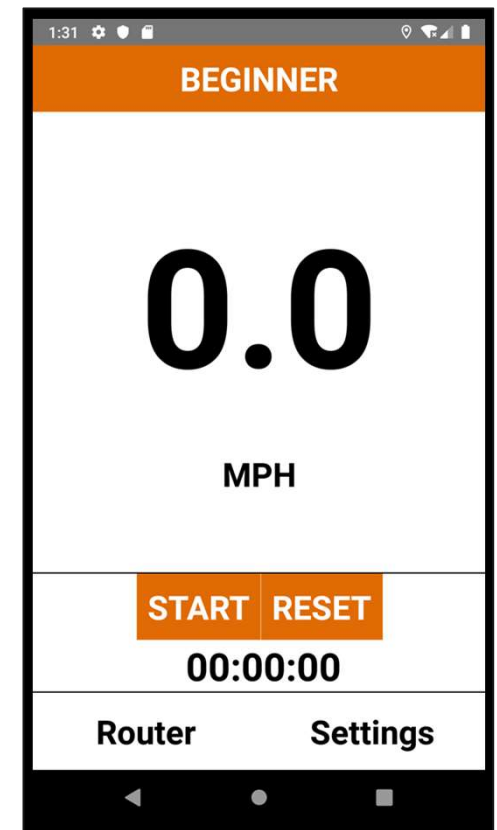 1:31
BEGINNER
0.0
MPH
START RESET
00:00:00
Router Settings